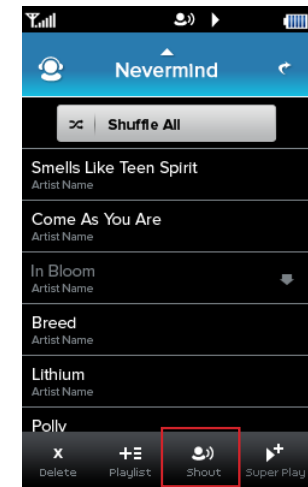 Nevermind
Shuffle All
Smells Like Teen Spirit
Artist Name
Come As You Are
Artist Name
In Bloom
Artist Name
Breed
Artist Name
Lithium
Artist Name
Polly
x
Delete
Playlist
Shout
Super Play